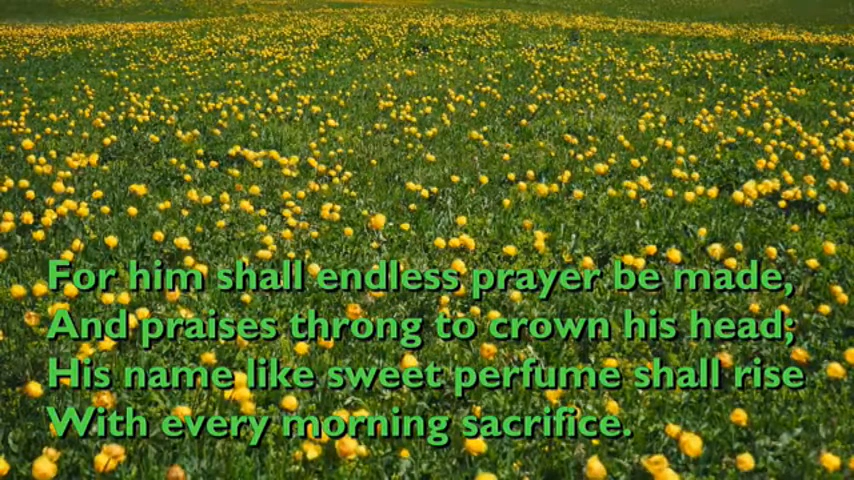 For him shall endless prayer be made,
And praises throng to crown his head;
His name like sweet perfume shall rise
With every morning sacrifice.